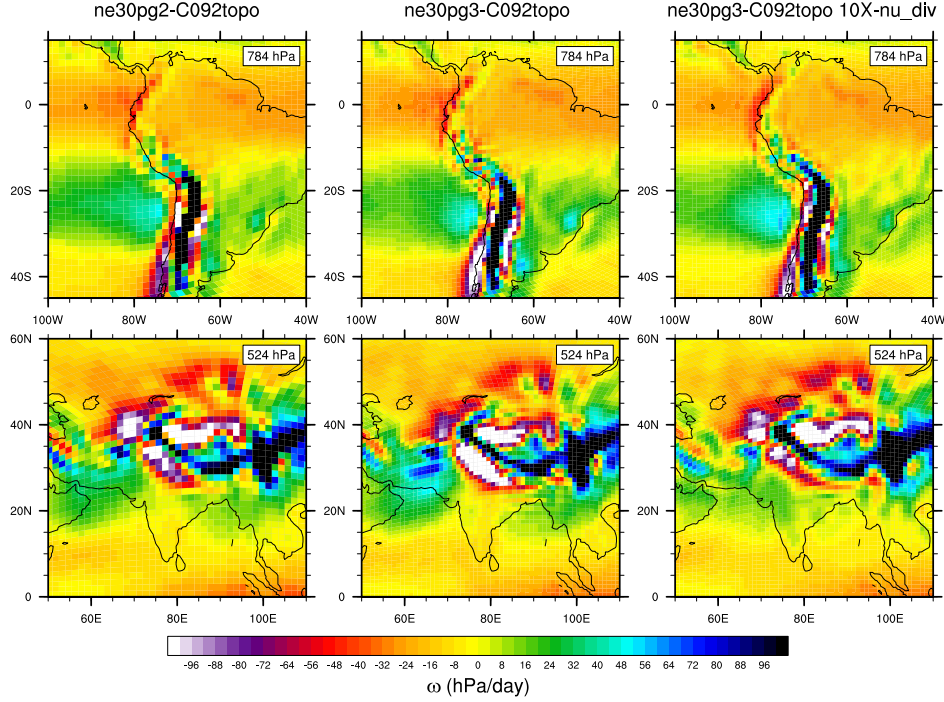 ne30pg2-C092topo ne30pg3-C092topo ne30pg3-C092topo 10X-nu_div
784 hPa 784 hPa 784 hPa
0 0 0
20S 20S 20S
40S 40S 40S
100W 80W 60W 40W 100W 80W 60W 40W 100W 80W 60W 40W
60N 60N 60N
524 hPa 524 hPa 524 hPa
40N 40N 40N
20N 20N 20N
0 0 0
60E 80E 100E 60E 80E 100E 60E 80E 100E
-96 -88 -80 -72 -64 -56 -48 -40 -32 -24 -16 -8 0 8 16 24 32 40 48 56 64 72 80 88 96
ω (hPa/day)